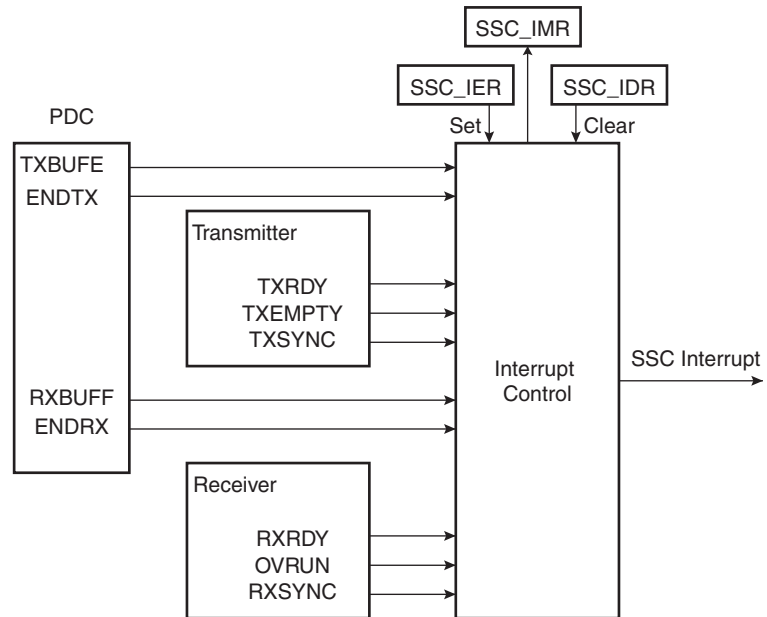 SSC_IMR
SSC_IER
SSC_IDR
Set
Clear
PDC
TXBUFE
ENDTX
Transmitter
TXRDY
TXEMPTY
TXSYNC
RXBUFF
ENDRX
Interrupt
Control
SSC Interrupt
Receiver
RXRDY
OVRUN
RXSYNC